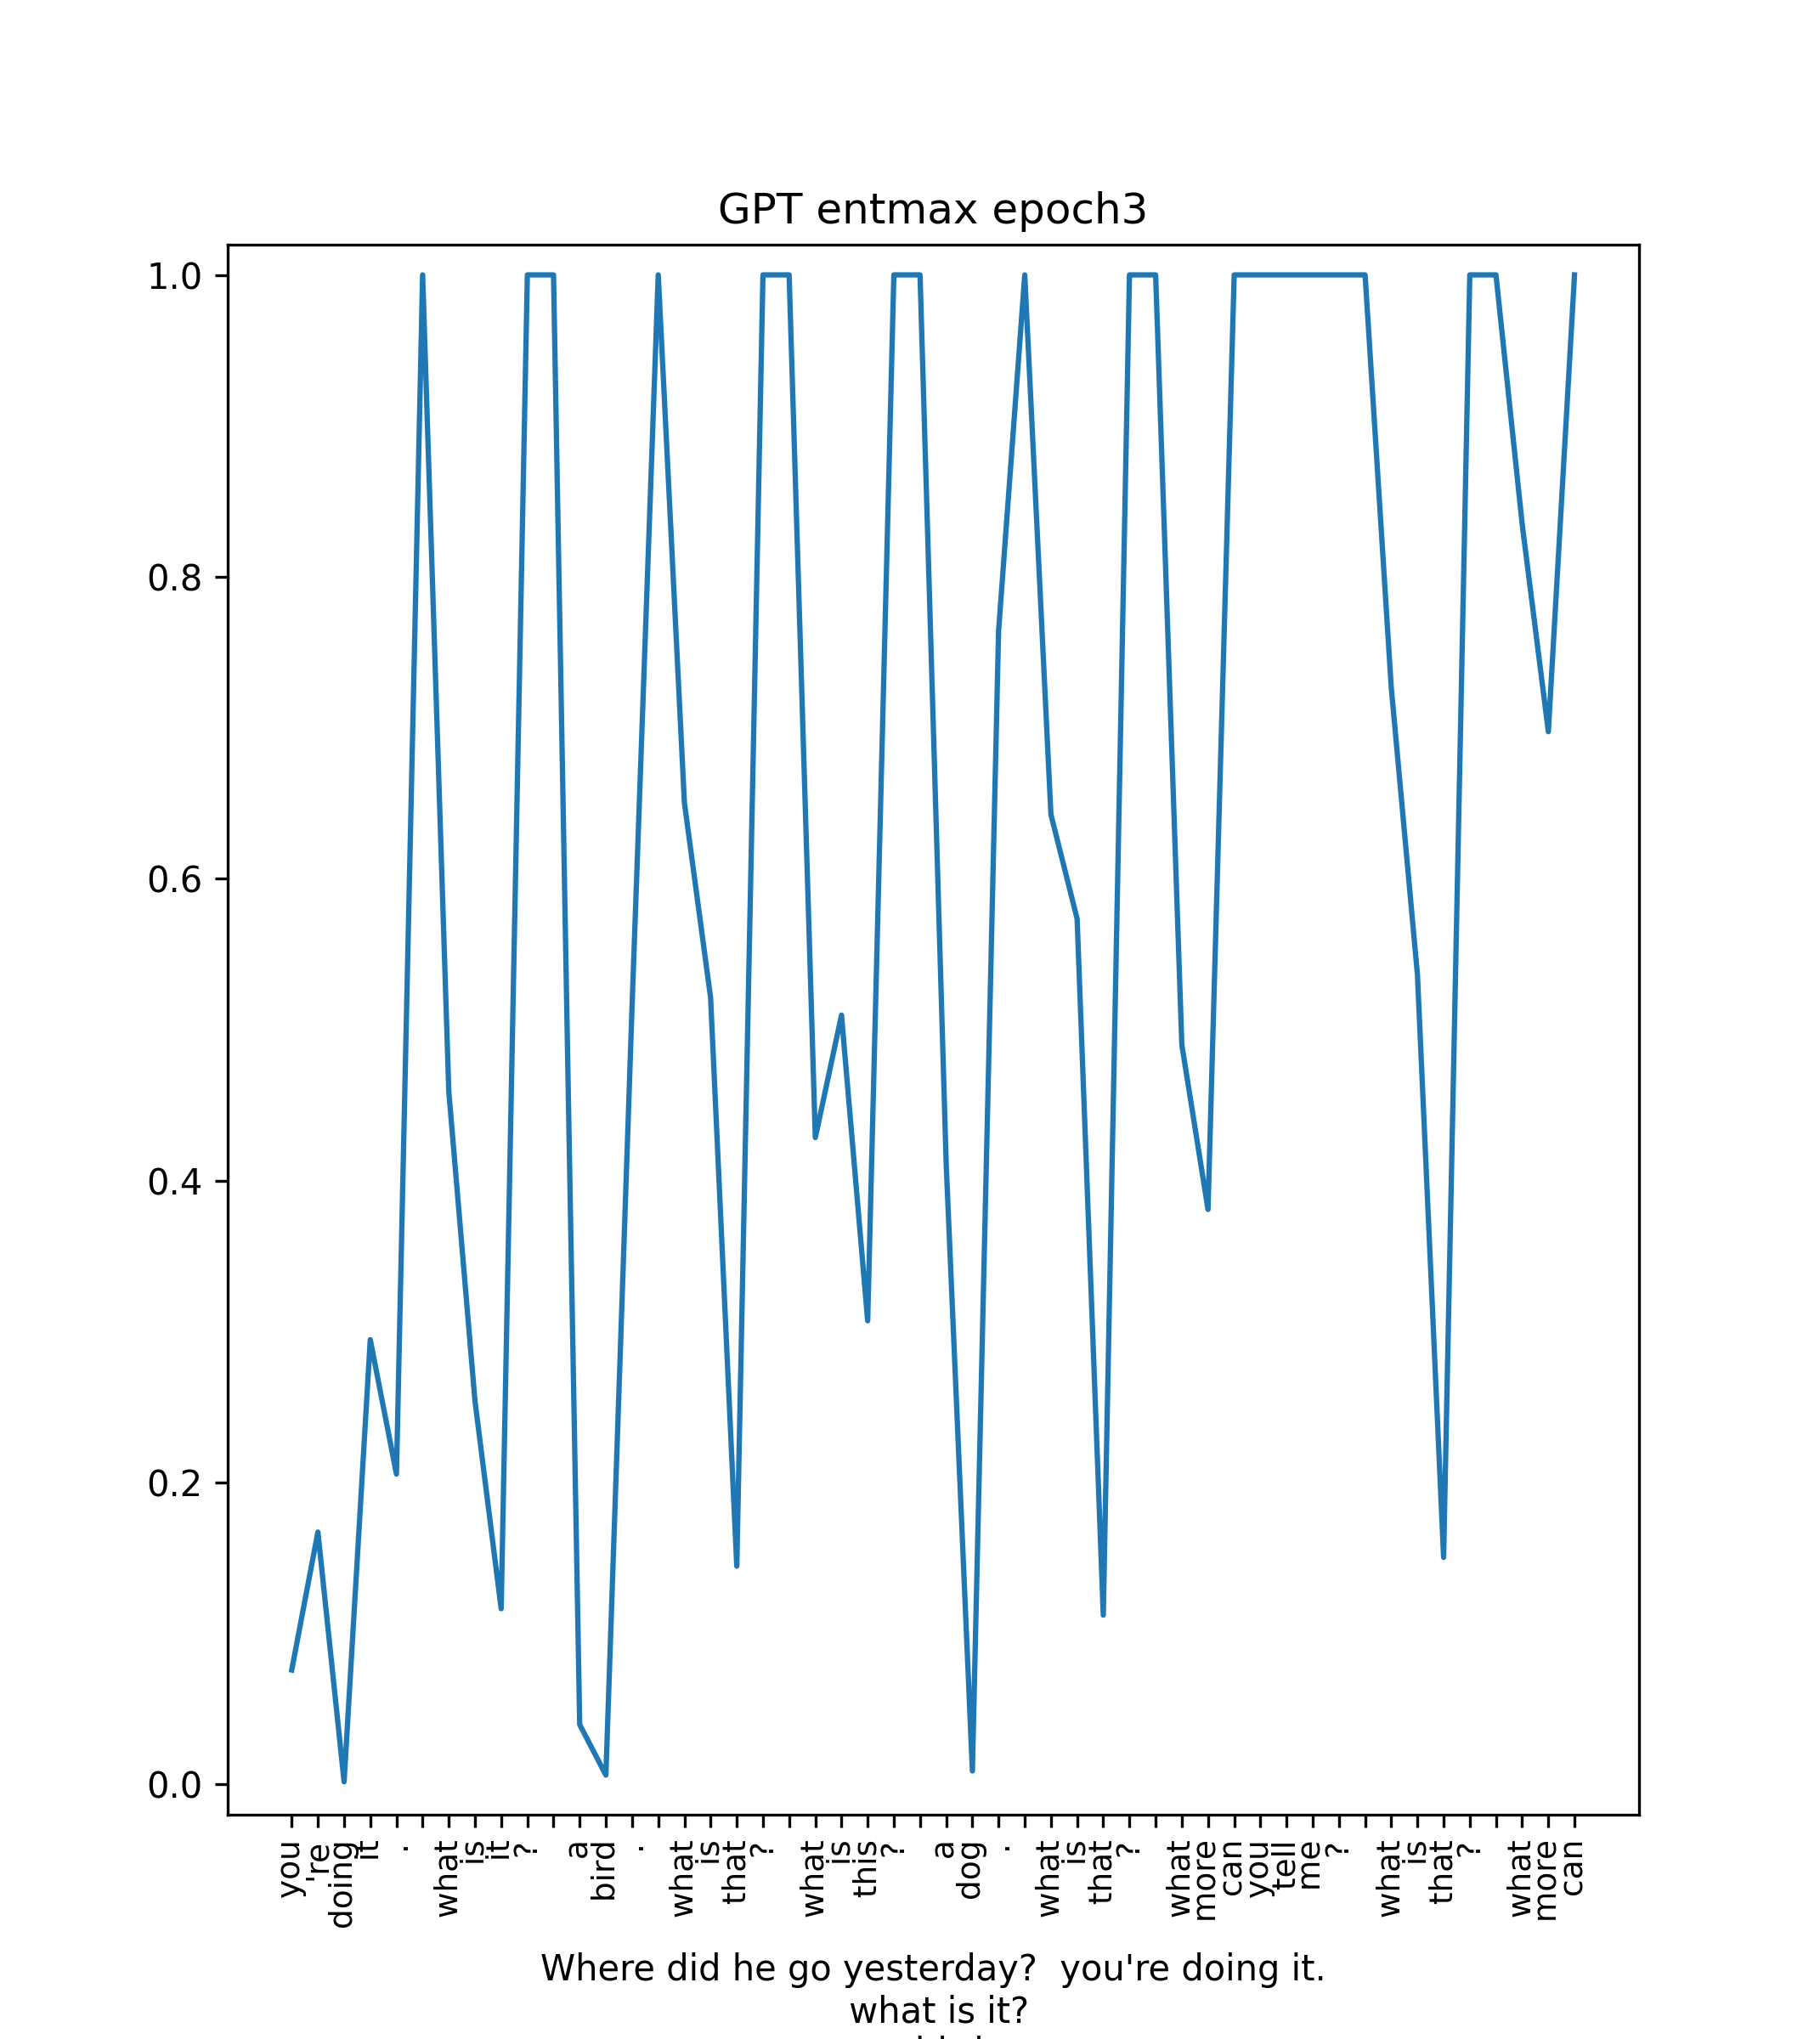 GPT entmax epoch3
1.0
0.8
0.6
0.4
0.2
0.0
you
're
doing
it
.
what
is
it
?
a
bird
.
what
is
that
?
what
is
this
?
a
dog
.
what
is
that
?
what
more
can
you
tell
me
?
what
is
that
?
what
more
can
Where did he go yesterday?  you're doing it.
what is it?